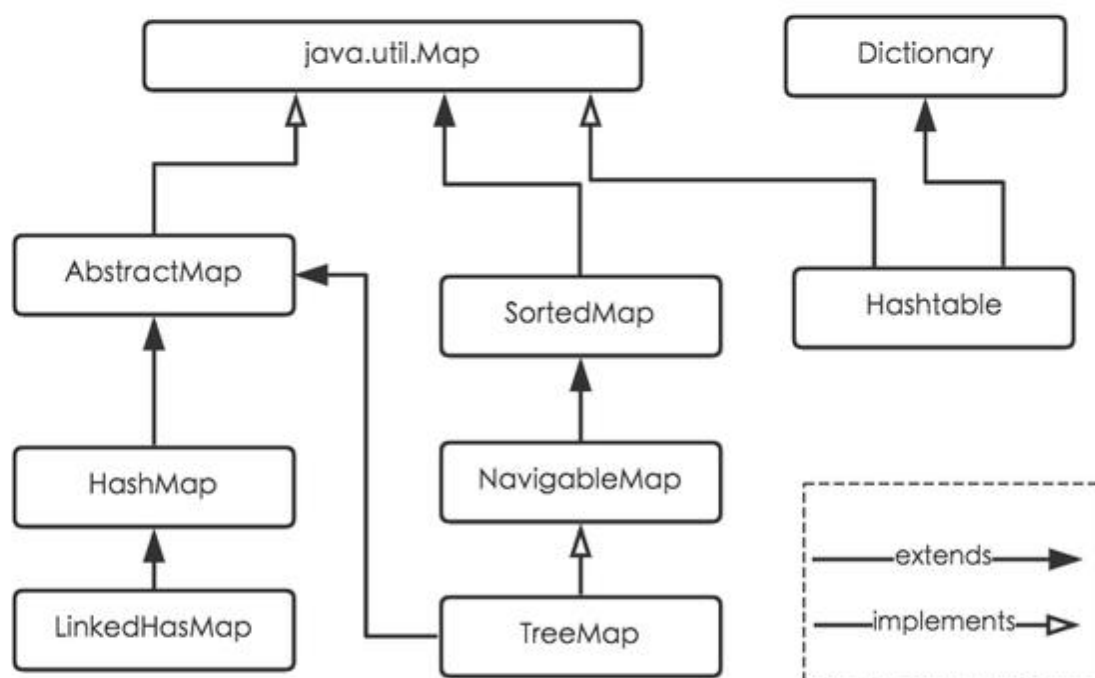 java.util.Map
Dictionary
AbstractMap
SortedMap
Hashtable
HashMap
NavigableMap
extends
LinkedHasMap
TreeMap
implements